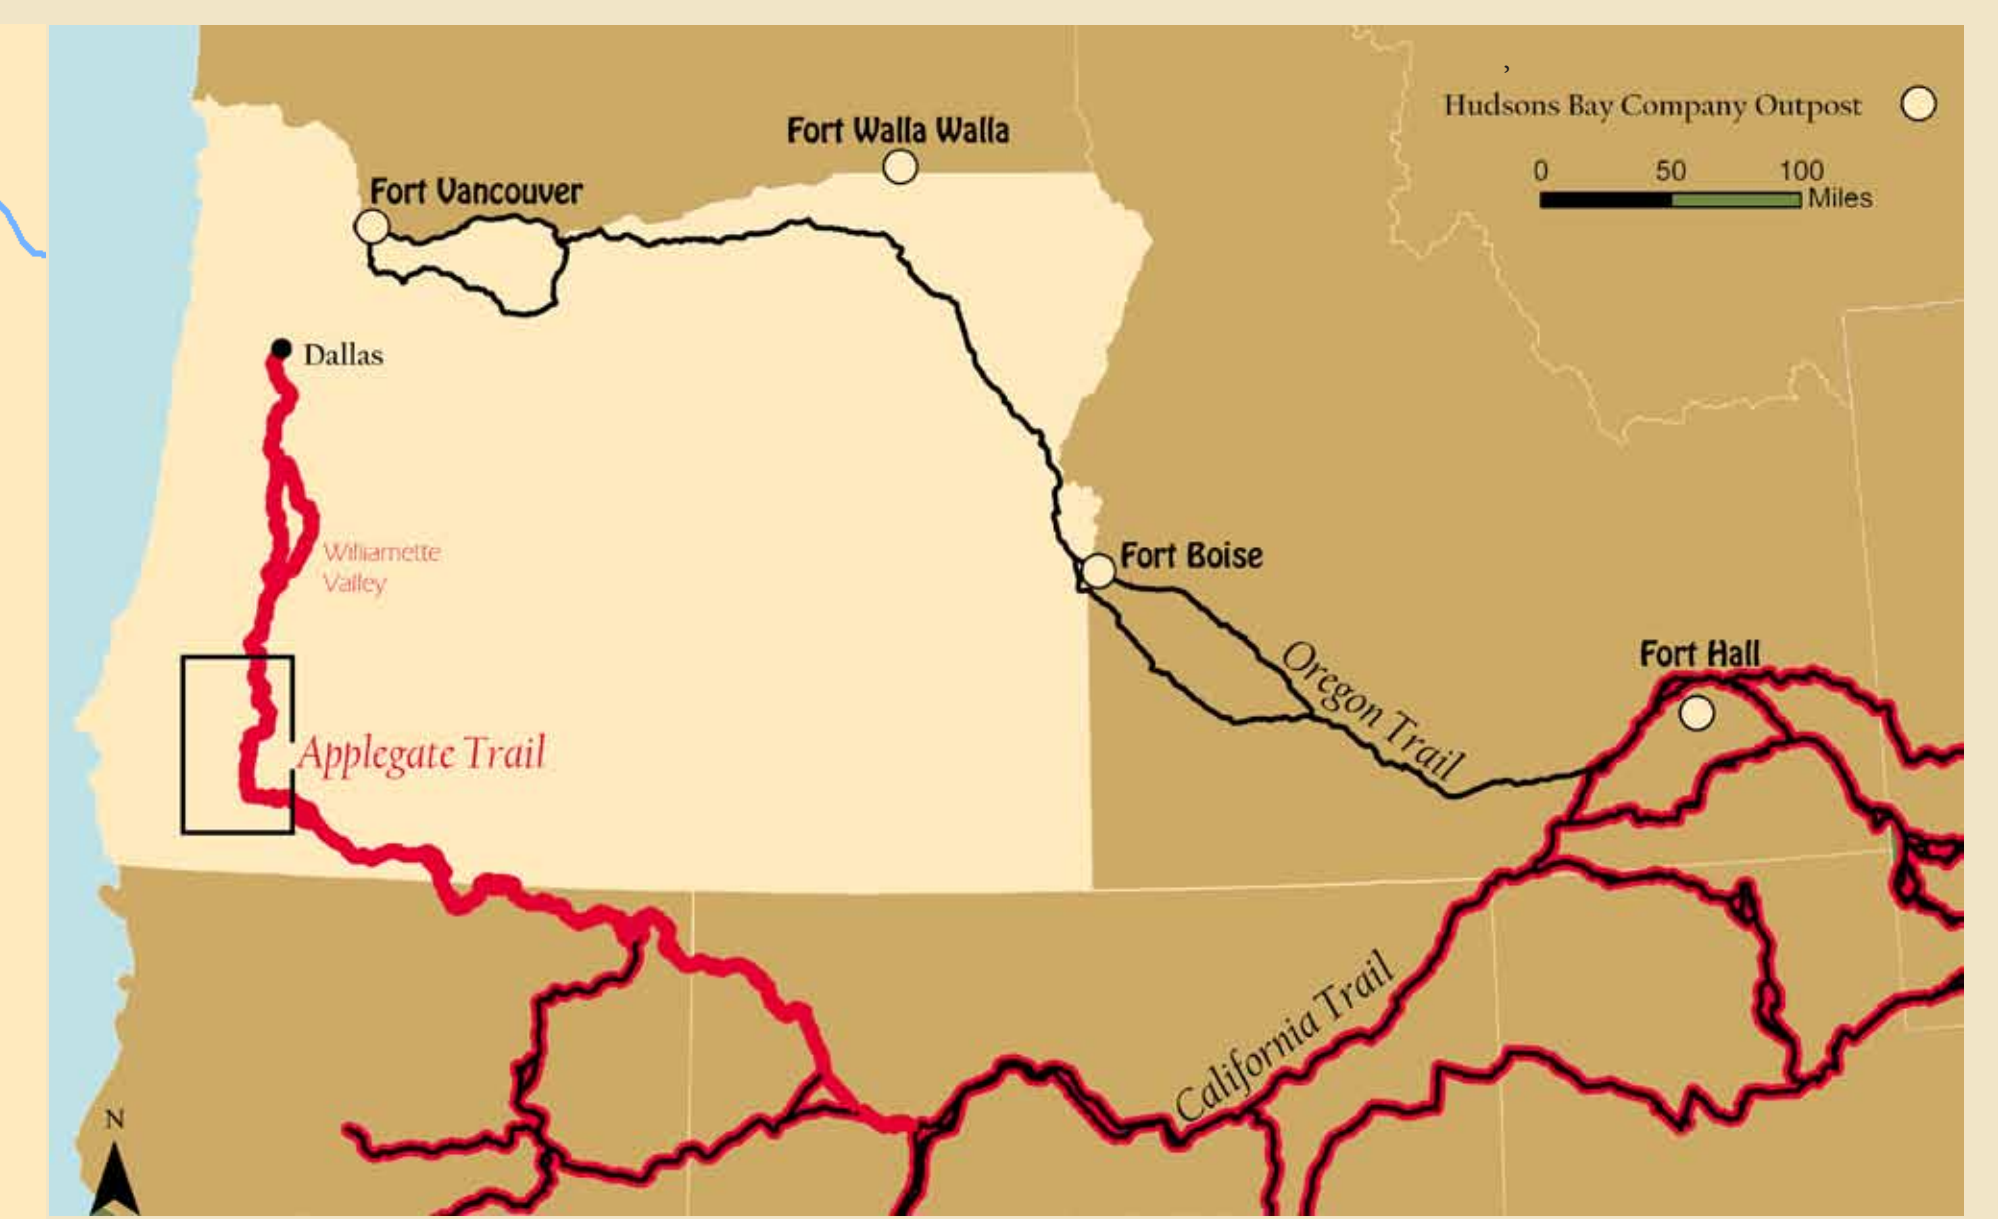 ,
Hudsons Bay Company Outpost
0 50 100
Miles
Fort Walla Walla
Fort Vancouver
Dallas
Williamette
Valley
Fort Boise
Oregon Trail
Fort Hall
Applegate Trail
California Trail
N